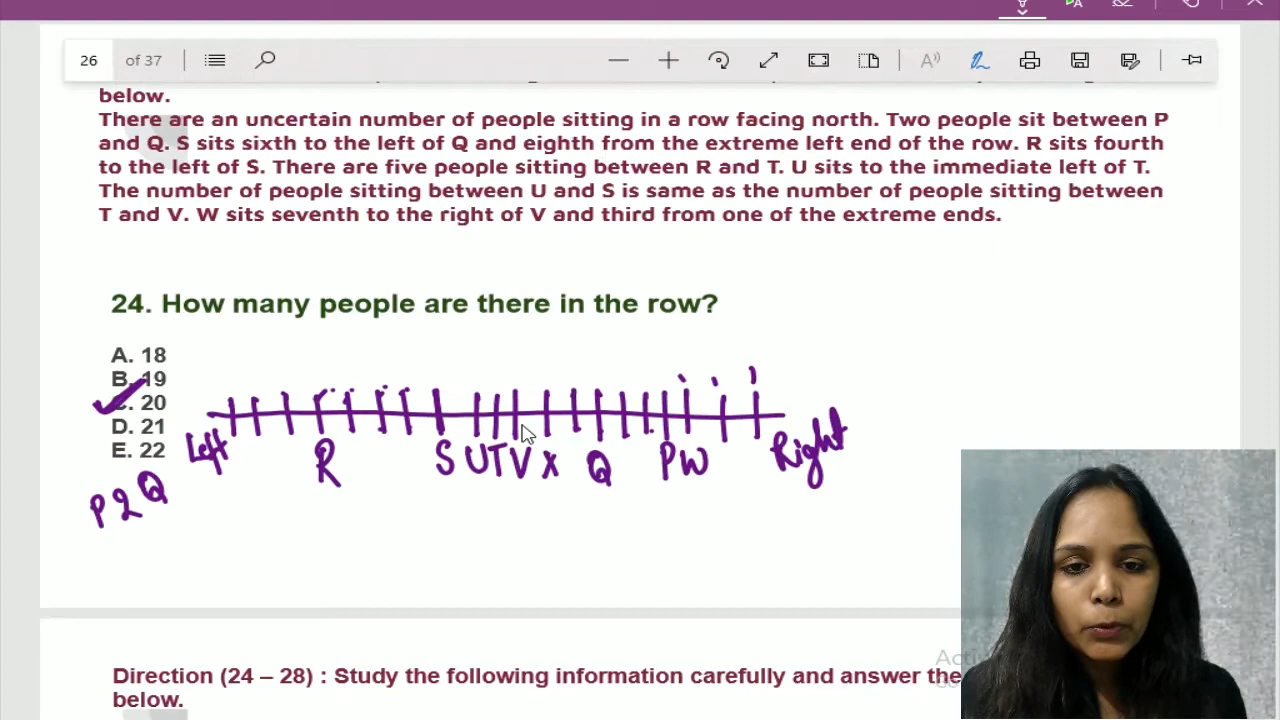 26 of 37
below.
There are an uncertain number of people sitting in a row facing north. Two people sit between P
and Q. S sits sixth to the left of Q and eighth from the extreme left end of the row. R sits fourth
to the left of S. There are five people sitting between R and T. U sits to the immediate left of T.
The number of people sitting between U and S is same as the number of people sitting between
T and V. W sits seventh to the right of V and third from one of the extreme ends.
24. How many people are there in the row?
A. 18
B. 19
C. 20
D. 21
E. 22
Left R S U T V X Q P W Right
P 2 Q
Direction (24 – 28) : Study the following information carefully and answer the
below.